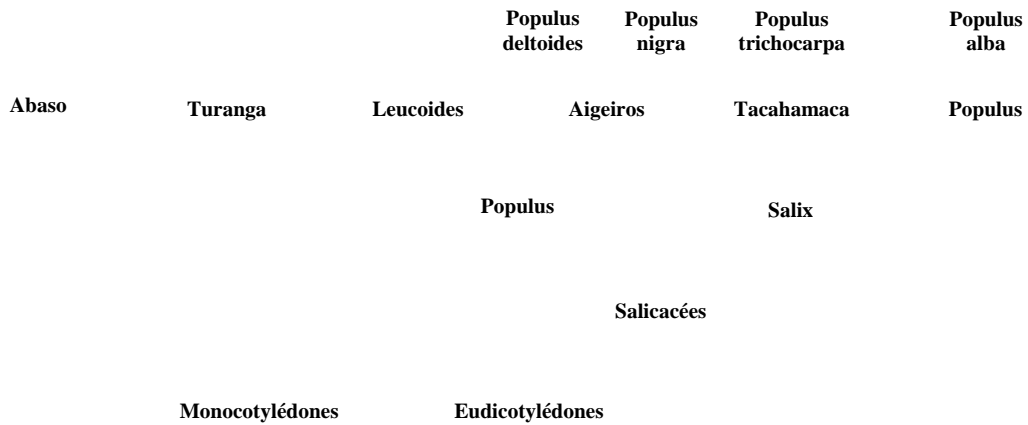 Populus Populus Populus Populus
deltoides nigra trichocarpa alba
Abaso Turanga Leucoides Aigeiros Tacahamaca Populus
Populus Salix
Salicacées
Monocotylédones Eudicotylédones